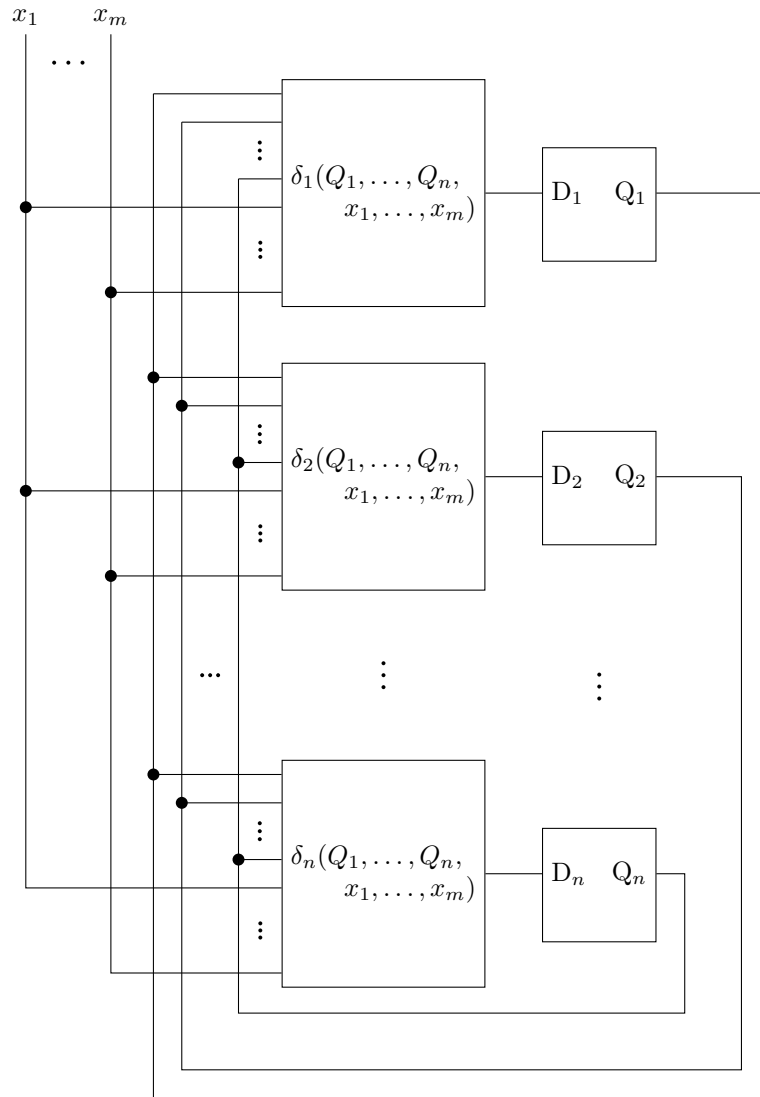 x₁ ... xₘ
δ₁(Q₁, ..., Qₙ,
x₁, ..., xₘ)
D₁ Q₁
δ₂(Q₁, ..., Qₙ,
x₁, ..., xₘ)
D₂ Q₂
δₙ(Q₁, ..., Qₙ,
x₁, ..., xₘ)
Dₙ Qₙ